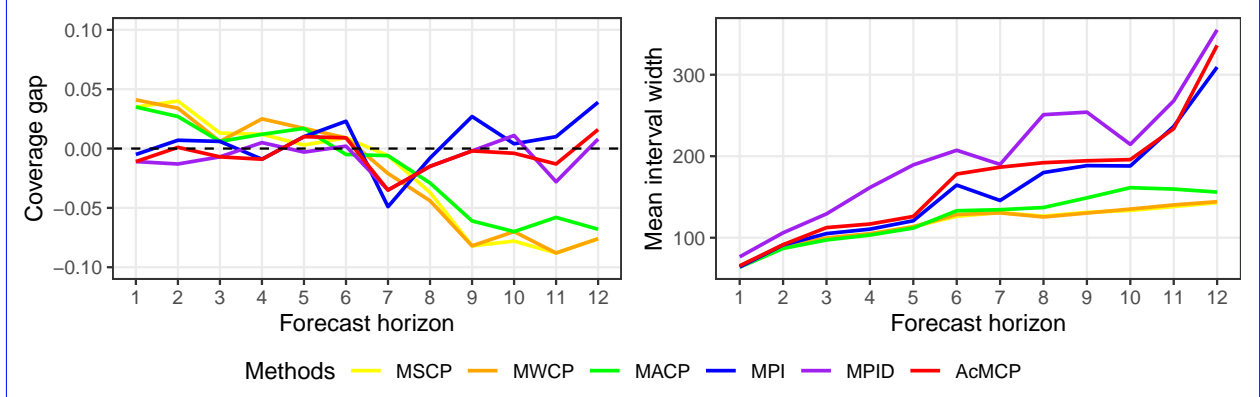 Coverage gap
0.10
0.05
0.00
−0.05
−0.10
1 2 3 4 5 6 7 8 9 10 11 12
Forecast horizon
Mean interval width
300
200
100
1 2 3 4 5 6 7 8 9 10 11 12
Forecast horizon
Methods MSCP MWCP MACP MPI MPID AcMCP